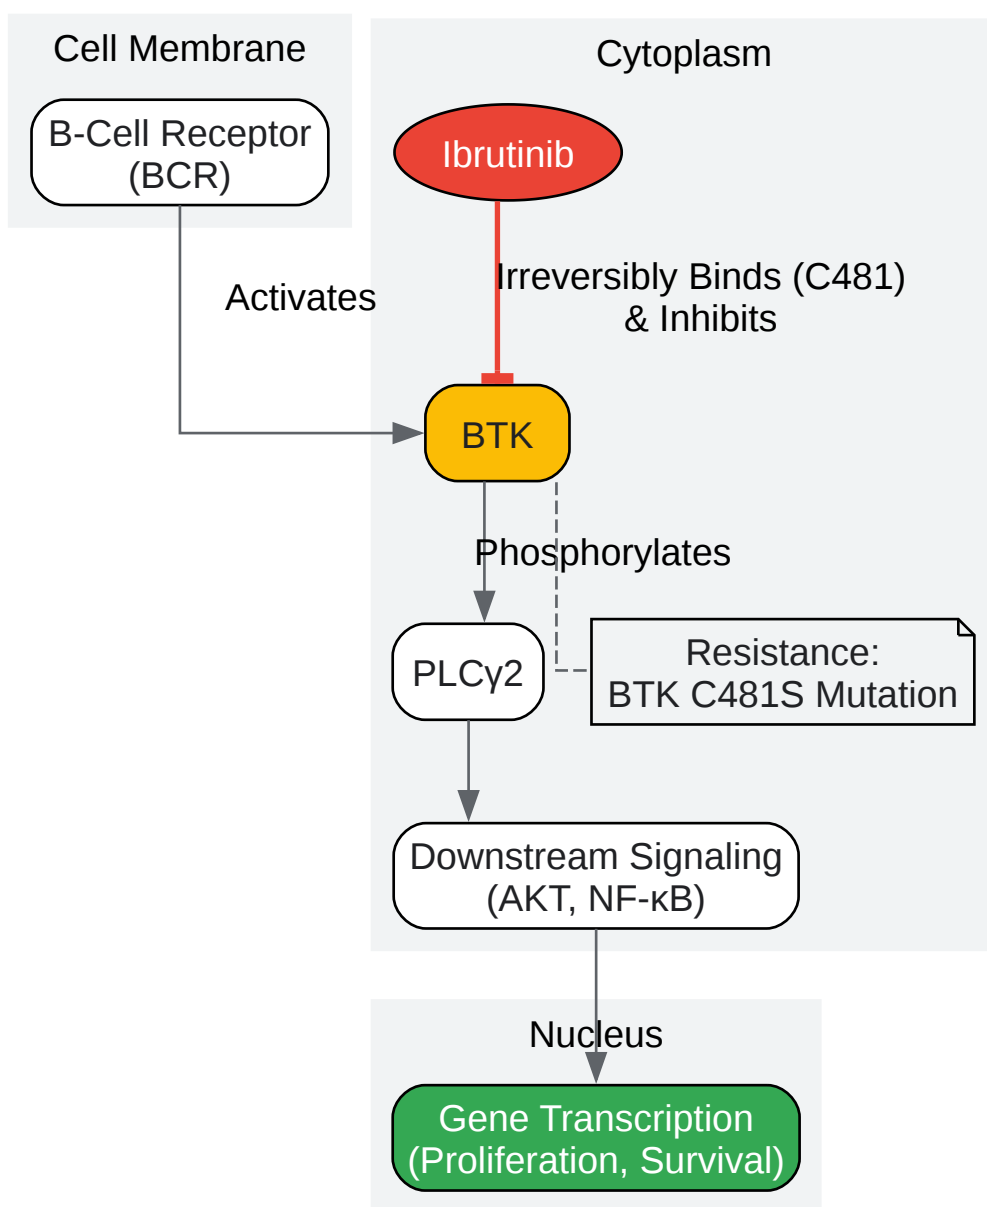 Cell Membrane
B-Cell Receptor
(BCR)
Cytoplasm
Ibrutinib
Activates
Irreversibly Binds (C481)
& Inhibits
BTK
Phosphorylates
PLCγ2
Resistance:
BTK C481S Mutation
Downstream Signaling
(AKT, NF-κB)
Nucleus
Gene Transcription
(Proliferation, Survival)